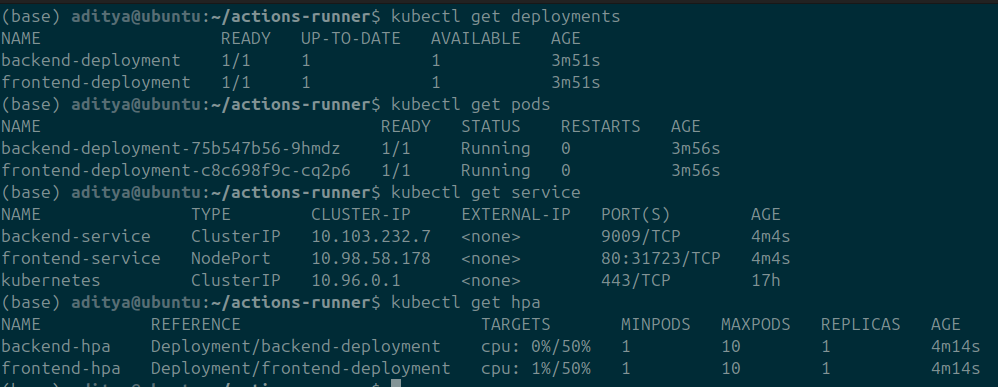 (base) aditya@ubuntu:~/actions-runner$ kubectl get deployments
NAME READY UP-TO-DATE AVAILABLE AGE
backend-deployment 1/1 1 1 3m51s
frontend-deployment 1/1 1 1 3m51s
(base) aditya@ubuntu:~/actions-runner$ kubectl get pods
NAME READY STATUS RESTARTS AGE
backend-deployment-75b547b56-9hmdz 1/1 Running 0 3m56s
frontend-deployment-c8c698f9c-cq2p6 1/1 Running 0 3m56s
(base) aditya@ubuntu:~/actions-runner$ kubectl get service
NAME TYPE CLUSTER-IP EXTERNAL-IP PORT(S) AGE
backend-service ClusterIP 10.103.232.7 <none> 9009/TCP 4m4s
frontend-service NodePort 10.98.58.178 <none> 80:31723/TCP 4m4s
kubernetes ClusterIP 10.96.0.1 <none> 443/TCP 17h
(base) aditya@ubuntu:~/actions-runner$ kubectl get hpa
NAME REFERENCE TARGETS MINPODS MAXPODS REPLICAS AGE
backend-hpa Deployment/backend-deployment cpu: 0%/50% 1 10 1 4m14s
frontend-hpa Deployment/frontend-deployment cpu: 1%/50% 1 10 1 4m14s
(base) aditya@ubuntu:~/actions-runner$